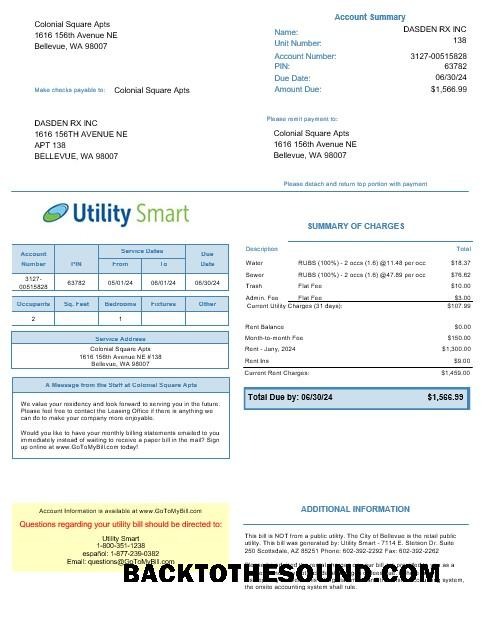 Colonial Square Apts
1616 156th Avenue NE
Bellevue, WA 98007
Make checks payable to: Colonial Square Apts
DASDEN RX INC
1616 156TH AVENUE NE
APT 138
BELLEVUE, WA 98007
Account Summary
Name: DASDEN RX INC
Unit Number: 138
Account Number: 3127-00515828
PIN: 63782
Due Date: 06/30/24
Amount Due: $1,566.99
Please remit payment to:
Colonial Square Apts
1616 156th Avenue NE
Bellevue, WA 98007
Please detach and return top portion with payment
Utility Smart
Account Number PIN Service Dates From To Due Date
3127-00515828 63782 05/01/24 06/01/24 06/30/24
Occupants Sq. Feet Bedrooms Fixtures Other
2 1
Service Address
Colonial Square Apts
1616 156th Avenue NE #138
Bellevue, WA 98007
A Message from the Staff at Colonial Square Apts
We value your residency and look forward to serving you in the future.
Please feel free to contact the Leasing Office if there is anything we
can do to make your company more enjoyable.
Would you like to have your monthly billing statements emailed to you
immediately instead of waiting to receive a paper bill in the mail? Sign
up online at www.GoToMyBill.com today!
SUMMARY OF CHARGES
Description Total
Water RUBS (100%) - 2 occs (1.6) @11.48 per occ $18.37
Sewer RUBS (100%) - 2 occs (1.6) @47.89 per occ $76.62
Trash Flat Fee $10.00
Admin. Fee Flat Fee $3.00
Current Utility Charges (31 days): $107.99
Rent Balance $0.00
Month-to-month Fee $150.00
Rent - Jany, 2024 $1,300.00
Rent Ins $9.00
Current Rent Charges: $1,459.00
Total Due by: 06/30/24 $1,566.99
Account Information is available at www.GoToMyBill.com
Questions regarding your utility bill should be directed to:
Utility Smart
1-800-351-1238
español: 1-877-239-0382
Email: questions@GoToMyBill.com
ADDITIONAL INFORMATION
This bill is NOT from a public utility. The City of Bellevue is the retail public
utility. This bill was generated by: Utility Smart - 7114 E. Stetson Dr. Suite
250 Scottsdale, AZ 85251 Phone: 602-392-2292 Fax: 602-392-2262
accounting system,
the onsite accounting system shall rule.
BACKTOTHESOUND.COM